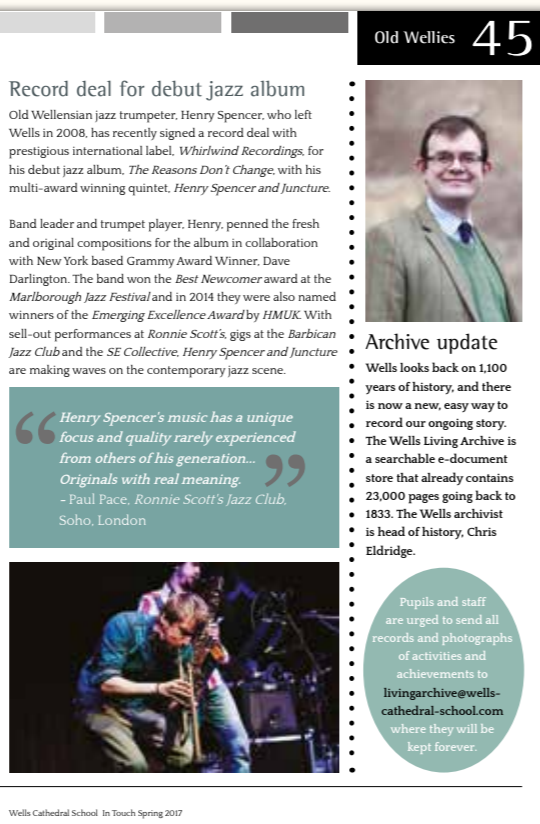 Old Wellies 45
Record deal for debut jazz album
Old Wellensian jazz trumpeter, Henry Spencer, who left
Wells in 2008, has recently signed a record deal with
prestigious international label, Whirlwind Recordings, for
his debut jazz album, The Reasons Don't Change, with his
multi-award winning quintet, Henry Spencer and Juncture.
Band leader and trumpet player, Henry, penned the fresh
and original compositions for the album in collaboration
with New York based Grammy Award Winner, Dave
Darlington. The band won the Best Newcomer award at the
Marlborough Jazz Festival and in 2014 they were also named
winners of the Emerging Excellence Award by HMUK. With
sell-out performances at Ronnie Scott's, gigs at the Barbican
Jazz Club and the SE Collective, Henry Spencer and Juncture
are making waves on the contemporary jazz scene.
“Henry Spencer's music has a unique
focus and quality rarely experienced
from others of his generation...
Originals with real meaning.”
- Paul Pace, Ronnie Scott's Jazz Club,
Soho, London
Archive update
Wells looks back on 1,100
years of history, and there
is now a new, easy way to
record our ongoing story.
The Wells Living Archive is
a searchable e-document
store that already contains
23,000 pages going back to
1833. The Wells archivist
is head of history, Chris
Eldridge.
Pupils and staff
are urged to send all
records and photographs
of activities and
achievements to
livingarchive@wells-
cathedral-school.com
where they will be
kept forever.
Wells Cathedral School In Touch Spring 2017